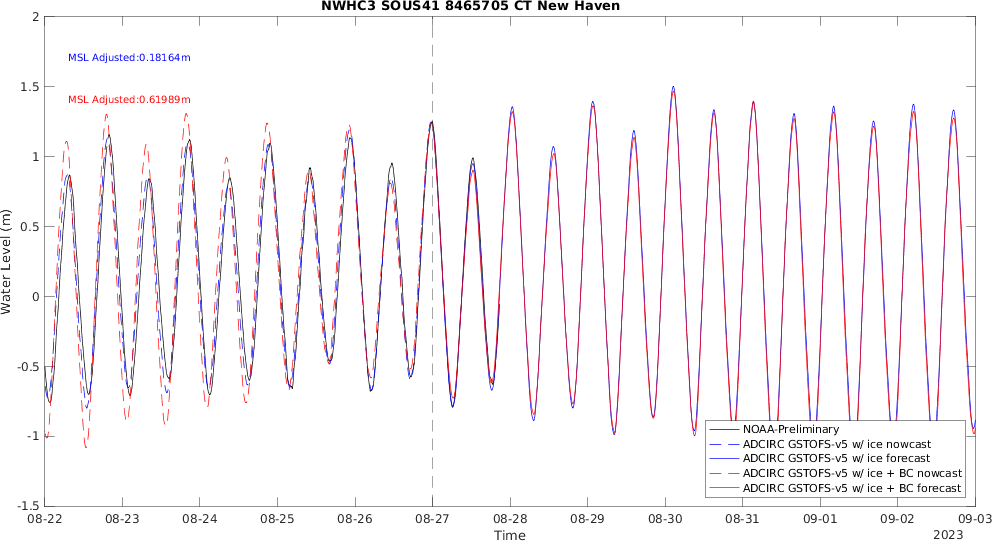 NWHC3 SOUS41 8465705 CT New Haven
MSL Adjusted:0.18164m
MSL Adjusted:0.61989m
Water Level (m)
2
1.5
1
0.5
0
-0.5
-1
-1.5
NOAA-Preliminary
ADCIRC GSTOFS-v5 w/ ice nowcast
ADCIRC GSTOFS-v5 w/ ice forecast
ADCIRC GSTOFS-v5 w/ ice + BC nowcast
ADCIRC GSTOFS-v5 w/ ice + BC forecast
08-22 08-23 08-24 08-25 08-26 08-27 08-28 08-29 08-30 08-31 09-01 09-02 09-03
Time
2023